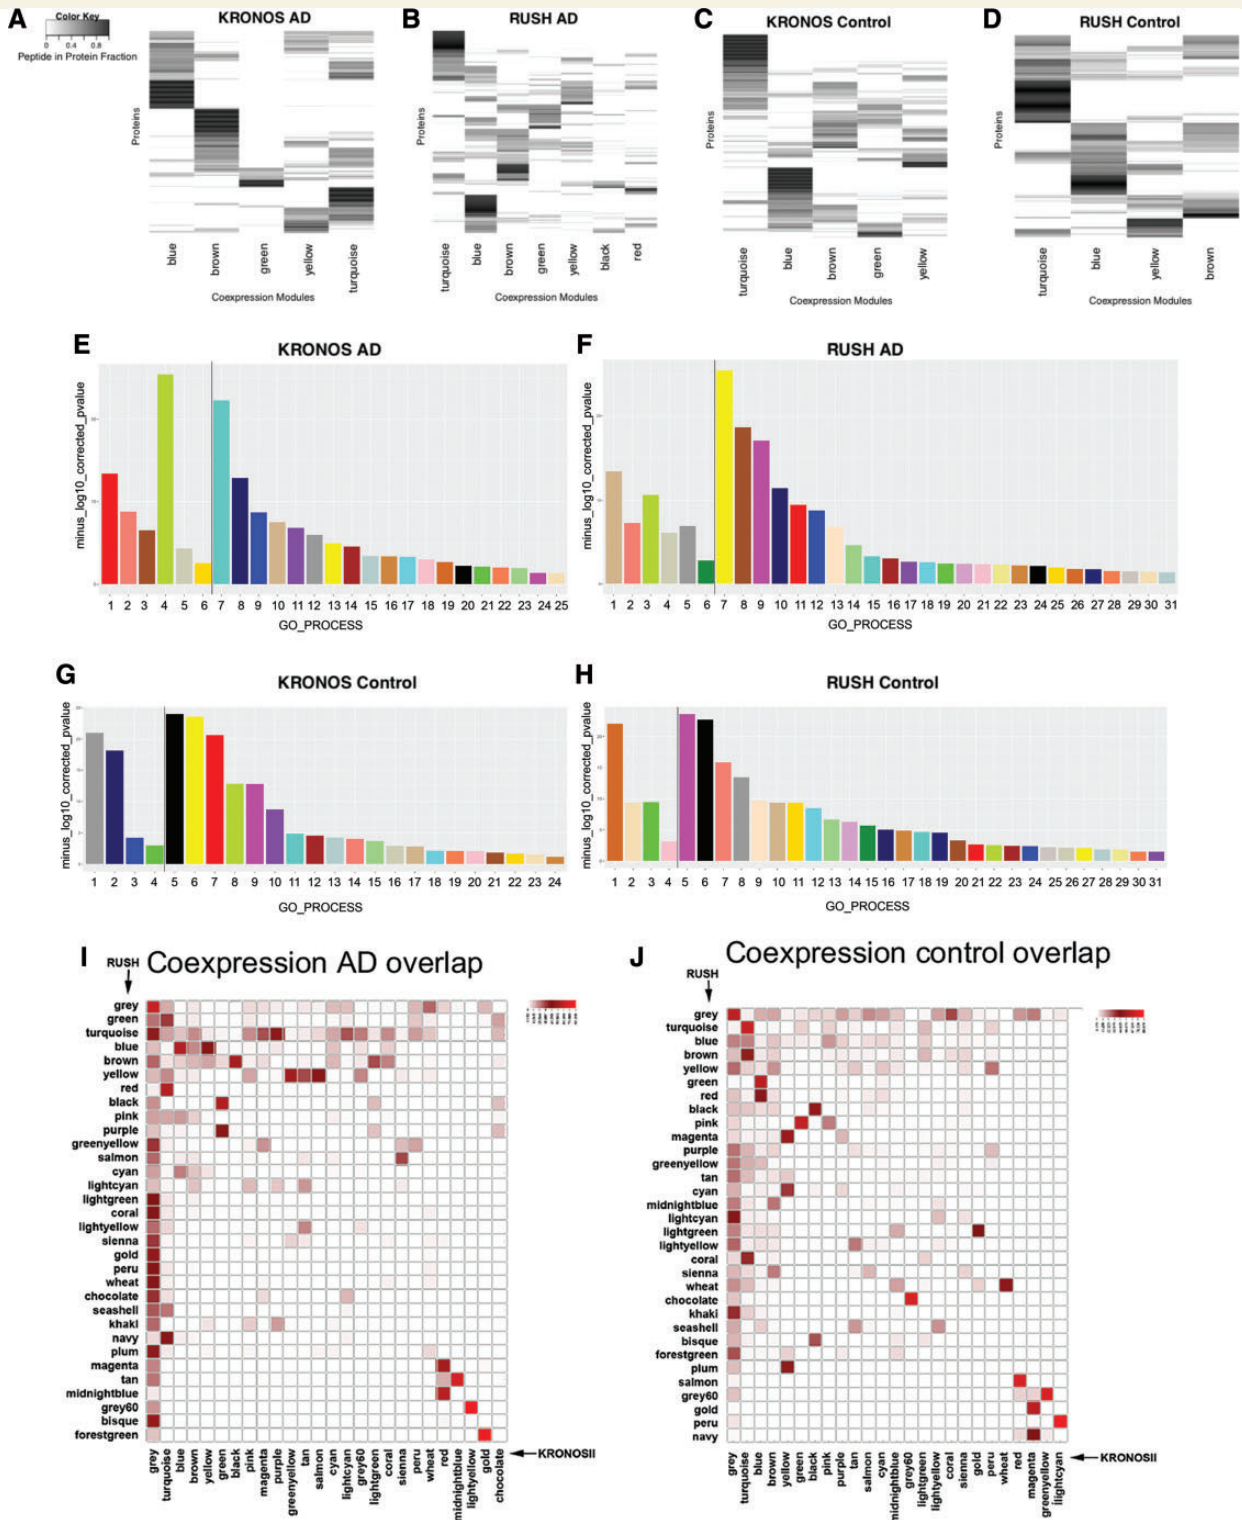 A
Color Key
0 0.4 0.8
Peptide in Protein Fraction
KRONOS AD
Proteins
blue
brown
green
yellow
turquoise
Coexpression Modules
B
RUSH AD
Proteins
turquoise
blue
brown
green
yellow
black
red
Coexpression Modules
C
KRONOS Control
Proteins
turquoise
blue
brown
green
yellow
Coexpression Modules
D
RUSH Control
Proteins
turquoise
blue
yellow
brown
Coexpression Modules
E
KRONOS AD
minus_log10_corrected_pvalue
1 2 3 4 5 6 7 8 9 10 11 12 13 14 15 16 17 18 19 20 21 22 23 24 25
GO_PROCESS
F
RUSH AD
minus_log10_corrected_pvalue
1 2 3 4 5 6 7 8 9 10 11 12 13 14 15 16 17 18 19 20 21 22 23 24 25 26 27 28 29 30 31
GO_PROCESS
G
KRONOS Control
minus_log10_corrected_pvalue
1 2 3 4 5 6 7 8 9 10 11 12 13 14 15 16 17 18 19 20 21 22 23 24
GO_PROCESS
H
RUSH Control
minus_log10_corrected_pvalue
1 2 3 4 5 6 7 8 9 10 11 12 13 14 15 16 17 18 19 20 21 22 23 24 25 26 27 28 29 30 31
GO_PROCESS
I
RUSH
Coexpression AD overlap
grey
green
turquoise
blue
brown
yellow
red
black
pink
purple
greenyellow
salmon
cyan
lightcyan
lightgreen
coral
lightyellow
sienna
gold
peru
wheat
chocolate
seashell
khaki
navy
plum
magenta
tan
midnightblue
grey60
bisque
forestgreen
grey
turquoise
blue
brown
yellow
green
black
pink
magenta
purple
greenyellow
tan
salmon
cyan
lightcyan
grey60
lightgreen
coral
sienna
peru
wheat
red
midnightblue
lightyellow
gold
chocolate
KRONOSII
J
RUSH
Coexpression control overlap
grey
turquoise
blue
brown
yellow
green
red
black
pink
magenta
purple
greenyellow
tan
cyan
midnightblue
lightcyan
lightgreen
lightyellow
coral
sienna
wheat
chocolate
khaki
seashell
bisque
forestgreen
plum
salmon
grey60
gold
peru
navy
grey
turquoise
blue
brown
yellow
green
black
pink
purple
tan
salmon
cyan
midnightblue
grey60
lightgreen
lightyellow
coral
sienna
gold
peru
wheat
red
magenta
greenyellow
lightcyan
KRONOSII